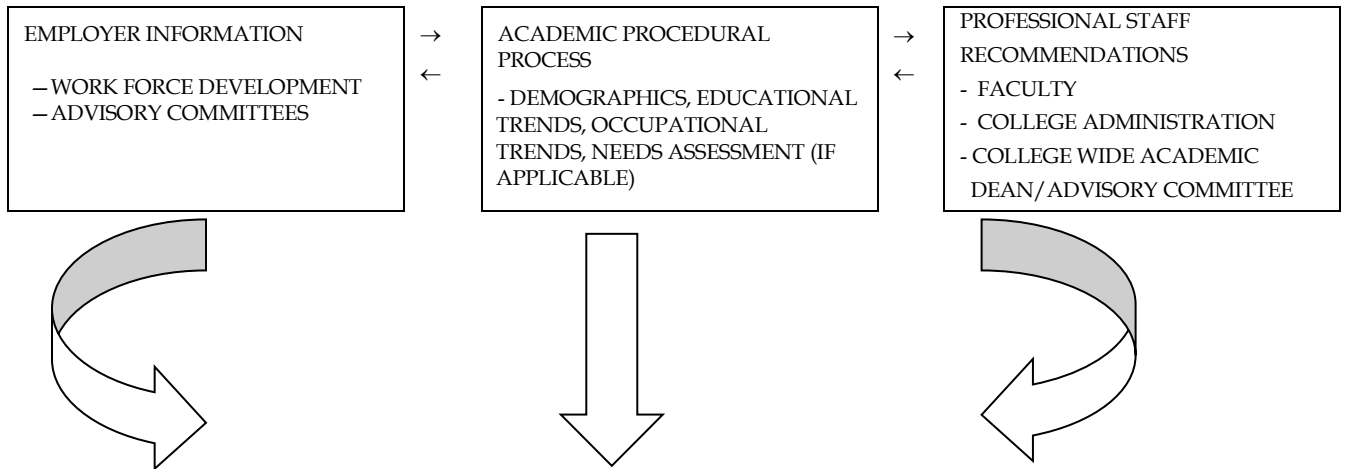 EMPLOYER INFORMATION
– WORK FORCE DEVELOPMENT
– ADVISORY COMMITTEES
→
←
ACADEMIC PROCEDURAL
PROCESS
- DEMOGRAPHICS, EDUCATIONAL
TRENDS, OCCUPATIONAL
TRENDS, NEEDS ASSESSMENT (IF
APPLICABLE)
→
←
PROFESSIONAL STAFF
RECOMMENDATIONS
- FACULTY
- COLLEGE ADMINISTRATION
- COLLEGE WIDE ACADEMIC
DEAN/ADVISORY COMMITTEE